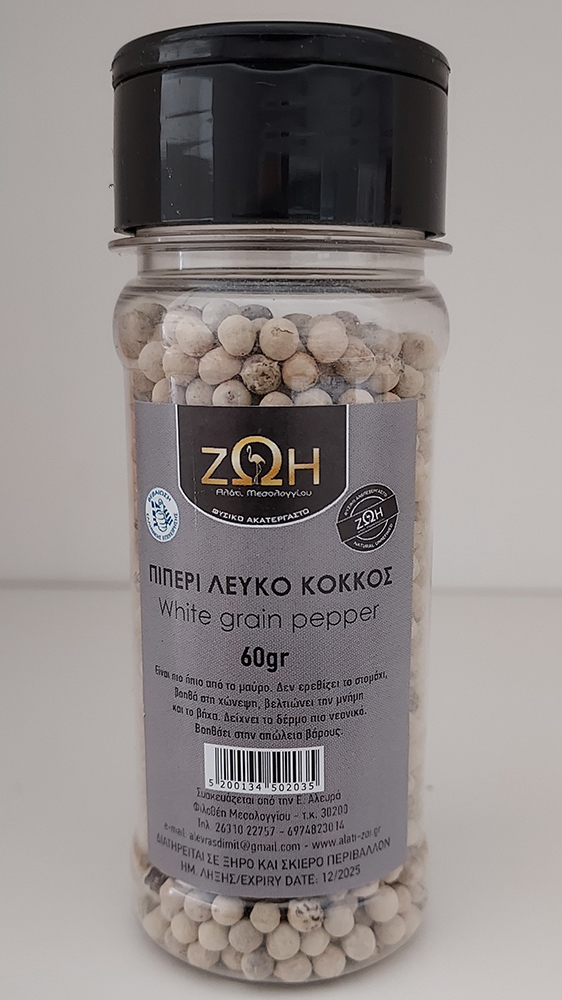 ΖΩΗ
Αλάτι Μεσολογγίου
ΦΥΣΙΚΟ ΑΚΑΤΕΡΓΑΣΤΟ
ΖΩΗ
ΠΙΠΕΡΙ ΛΕΥΚΟ ΚΟΚΚΟΣ
White grain pepper
60gr
Είναι πιο ήπιο από το μαύρο. Δεν ερεθίζει το στομάχι,
βοηθά στη χώνεψη, βελτιώνει την μνήμη
και το βήχα. Δείχνει το δέρμα πιο νεανικό.
Βοηθάει στην απώλεια βάρους.
5 200134 502035
Συσκευάζεται από την Ε. Αλευρά
Φιλοθέη Μεσολογγίου - τ.κ. 30200
Τηλ. 26310 22757 - 6974823014
e-mail: alevrasdimit@gmail.com - www.alati-zoi.gr
ΔΙΑΤΗΡΕΙΤΑΙ ΣΕ ΞΗΡΟ ΚΑΙ ΣΚΙΕΡΟ ΠΕΡΙΒΑΛΛΟΝ
ΗΜ. ΛΗΞΗΣ/EXPIRY DATE: 12/2025